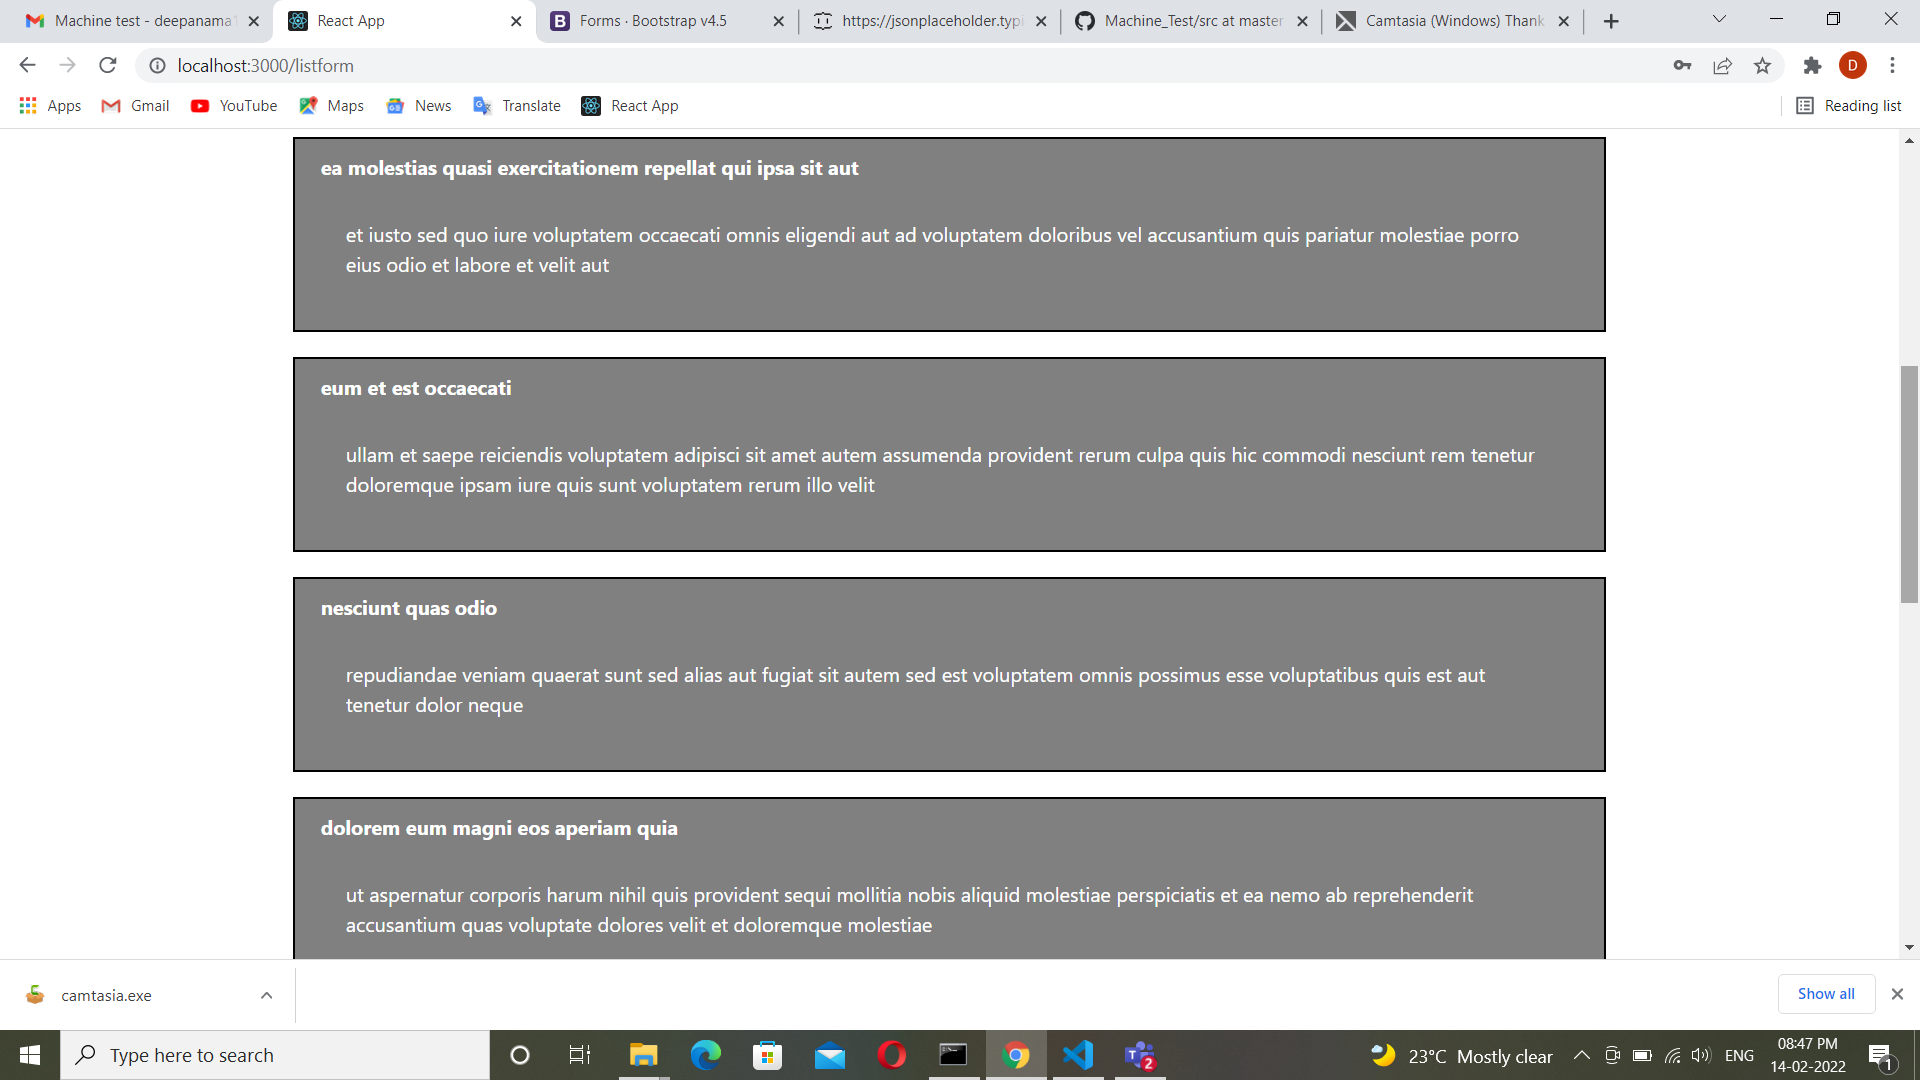 Machine test - deepanama
React App
Forms · Bootstrap v4.5
https://jsonplaceholder.typi
Machine_Test/src at master
Camtasia (Windows) Thank
localhost:3000/listform
D
Apps
Gmail
YouTube
Maps
News
Translate
React App
Reading list
ea molestias quasi exercitationem repellat qui ipsa sit aut
et iusto sed quo iure voluptatem occaecati omnis eligendi aut ad voluptatem doloribus vel accusantium quis pariatur molestiae porro
eius odio et labore et velit aut
eum et est occaecati
ullam et saepe reiciendis voluptatem adipisci sit amet autem assumenda provident rerum culpa quis hic commodi nesciunt rem tenetur
doloremque ipsam iure quis sunt voluptatem rerum illo velit
nesciunt quas odio
repudiandae veniam quaerat sunt sed alias aut fugiat sit autem sed est voluptatem omnis possimus esse voluptatibus quis est aut
tenetur dolor neque
dolorem eum magni eos aperiam quia
ut aspernatur corporis harum nihil quis provident sequi mollitia nobis aliquid molestiae perspiciatis et ea nemo ab reprehenderit
accusantium quas voluptate dolores velit et doloremque molestiae
camtasia.exe
Show all
Type here to search
2
23°C Mostly clear
ENG
08:47 PM
14-02-2022
1